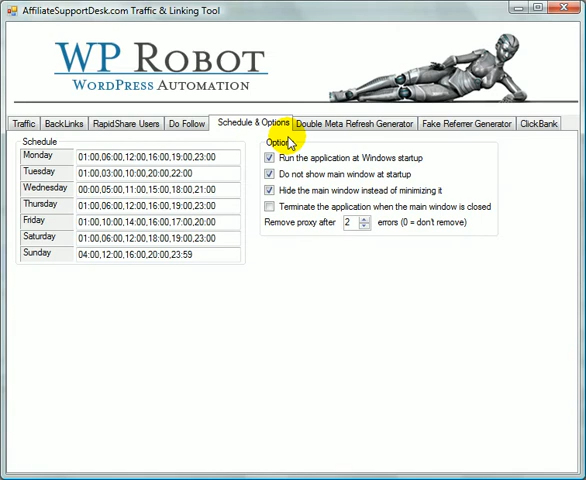 AffiliateSupportDesk.com Traffic & Linking Tool
WP ROBOT
WORDPRESS AUTOMATION
Traffic BackLinks RapidShare Users Do Follow Schedule & Options Double Meta Refresh Generator Fake Referrer Generator ClickBank
Schedule
Monday 01:00,06:00,12:00,16:00,19:00,23:00
Tuesday 01:00,03:00,10:00,20:00,22:00
Wednesday 00:00,05:00,11:00,15:00,18:00,21:00
Thursday 01:00,06:00,12:00,16:00,19:00,23:00
Friday 01:00,10:00,14:00,16:00,17:00,20:00
Saturday 01:00,06:00,12:00,18:00,19:00,23:00
Sunday 04:00,12:00,16:00,20:00,23:59
Option
Run the application at Windows startup
Do not show main window at startup
Hide the main window instead of minimizing it
Terminate the application when the main window is closed
Remove proxy after 2 errors (0 = don't remove)